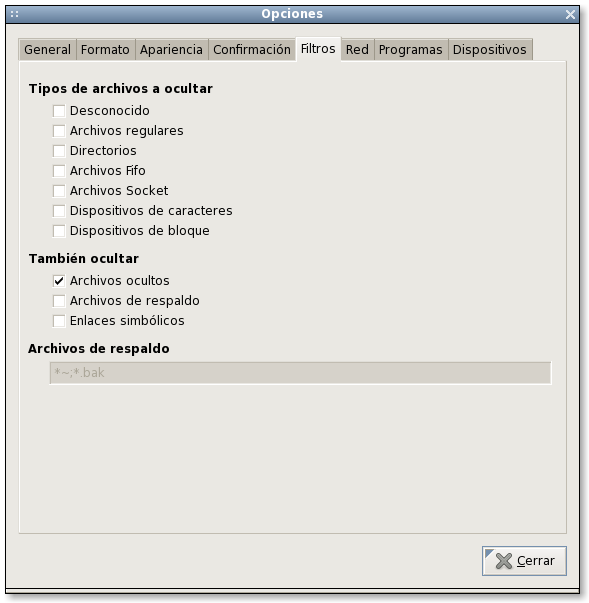 Opciones
General Formato Apariencia Confirmación Filtros Red Programas Dispositivos
Tipos de archivos a ocultar
Desconocido
Archivos regulares
Directorios
Archivos Fifo
Archivos Socket
Dispositivos de caracteres
Dispositivos de bloque
También ocultar
Archivos ocultos
Archivos de respaldo
Enlaces simbólicos
Archivos de respaldo
*~;*.bak
Cerrar